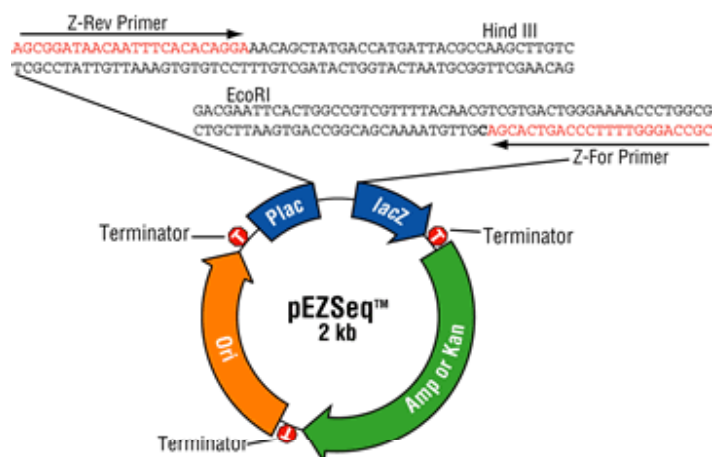 Z-Rev Primer
Hind III
AGCGGATAACAATTTCACACAGGAAACAGCTATGACCATGATTACGCCAAGCTTGTC
TCGCCTATTGTTAAAGTGTGTCCTTTGTCGATACTGGTACTAATGCGGTTCGAACAG
EcoRI
GACGAATTCACTGGCCGTCGTTTTACAACGTCGTGACTGGGAAAACCCTGGCG
CTGCTTAAGTGACCGGCAGCAAAATGTTGCAGCACTGACCCTTTTGGGACCGC
Z-For Primer
Plac
lacZ
Terminator
T
T
Terminator
pEZSeq™
2 kb
Ori
Amp or Kan
Terminator
T